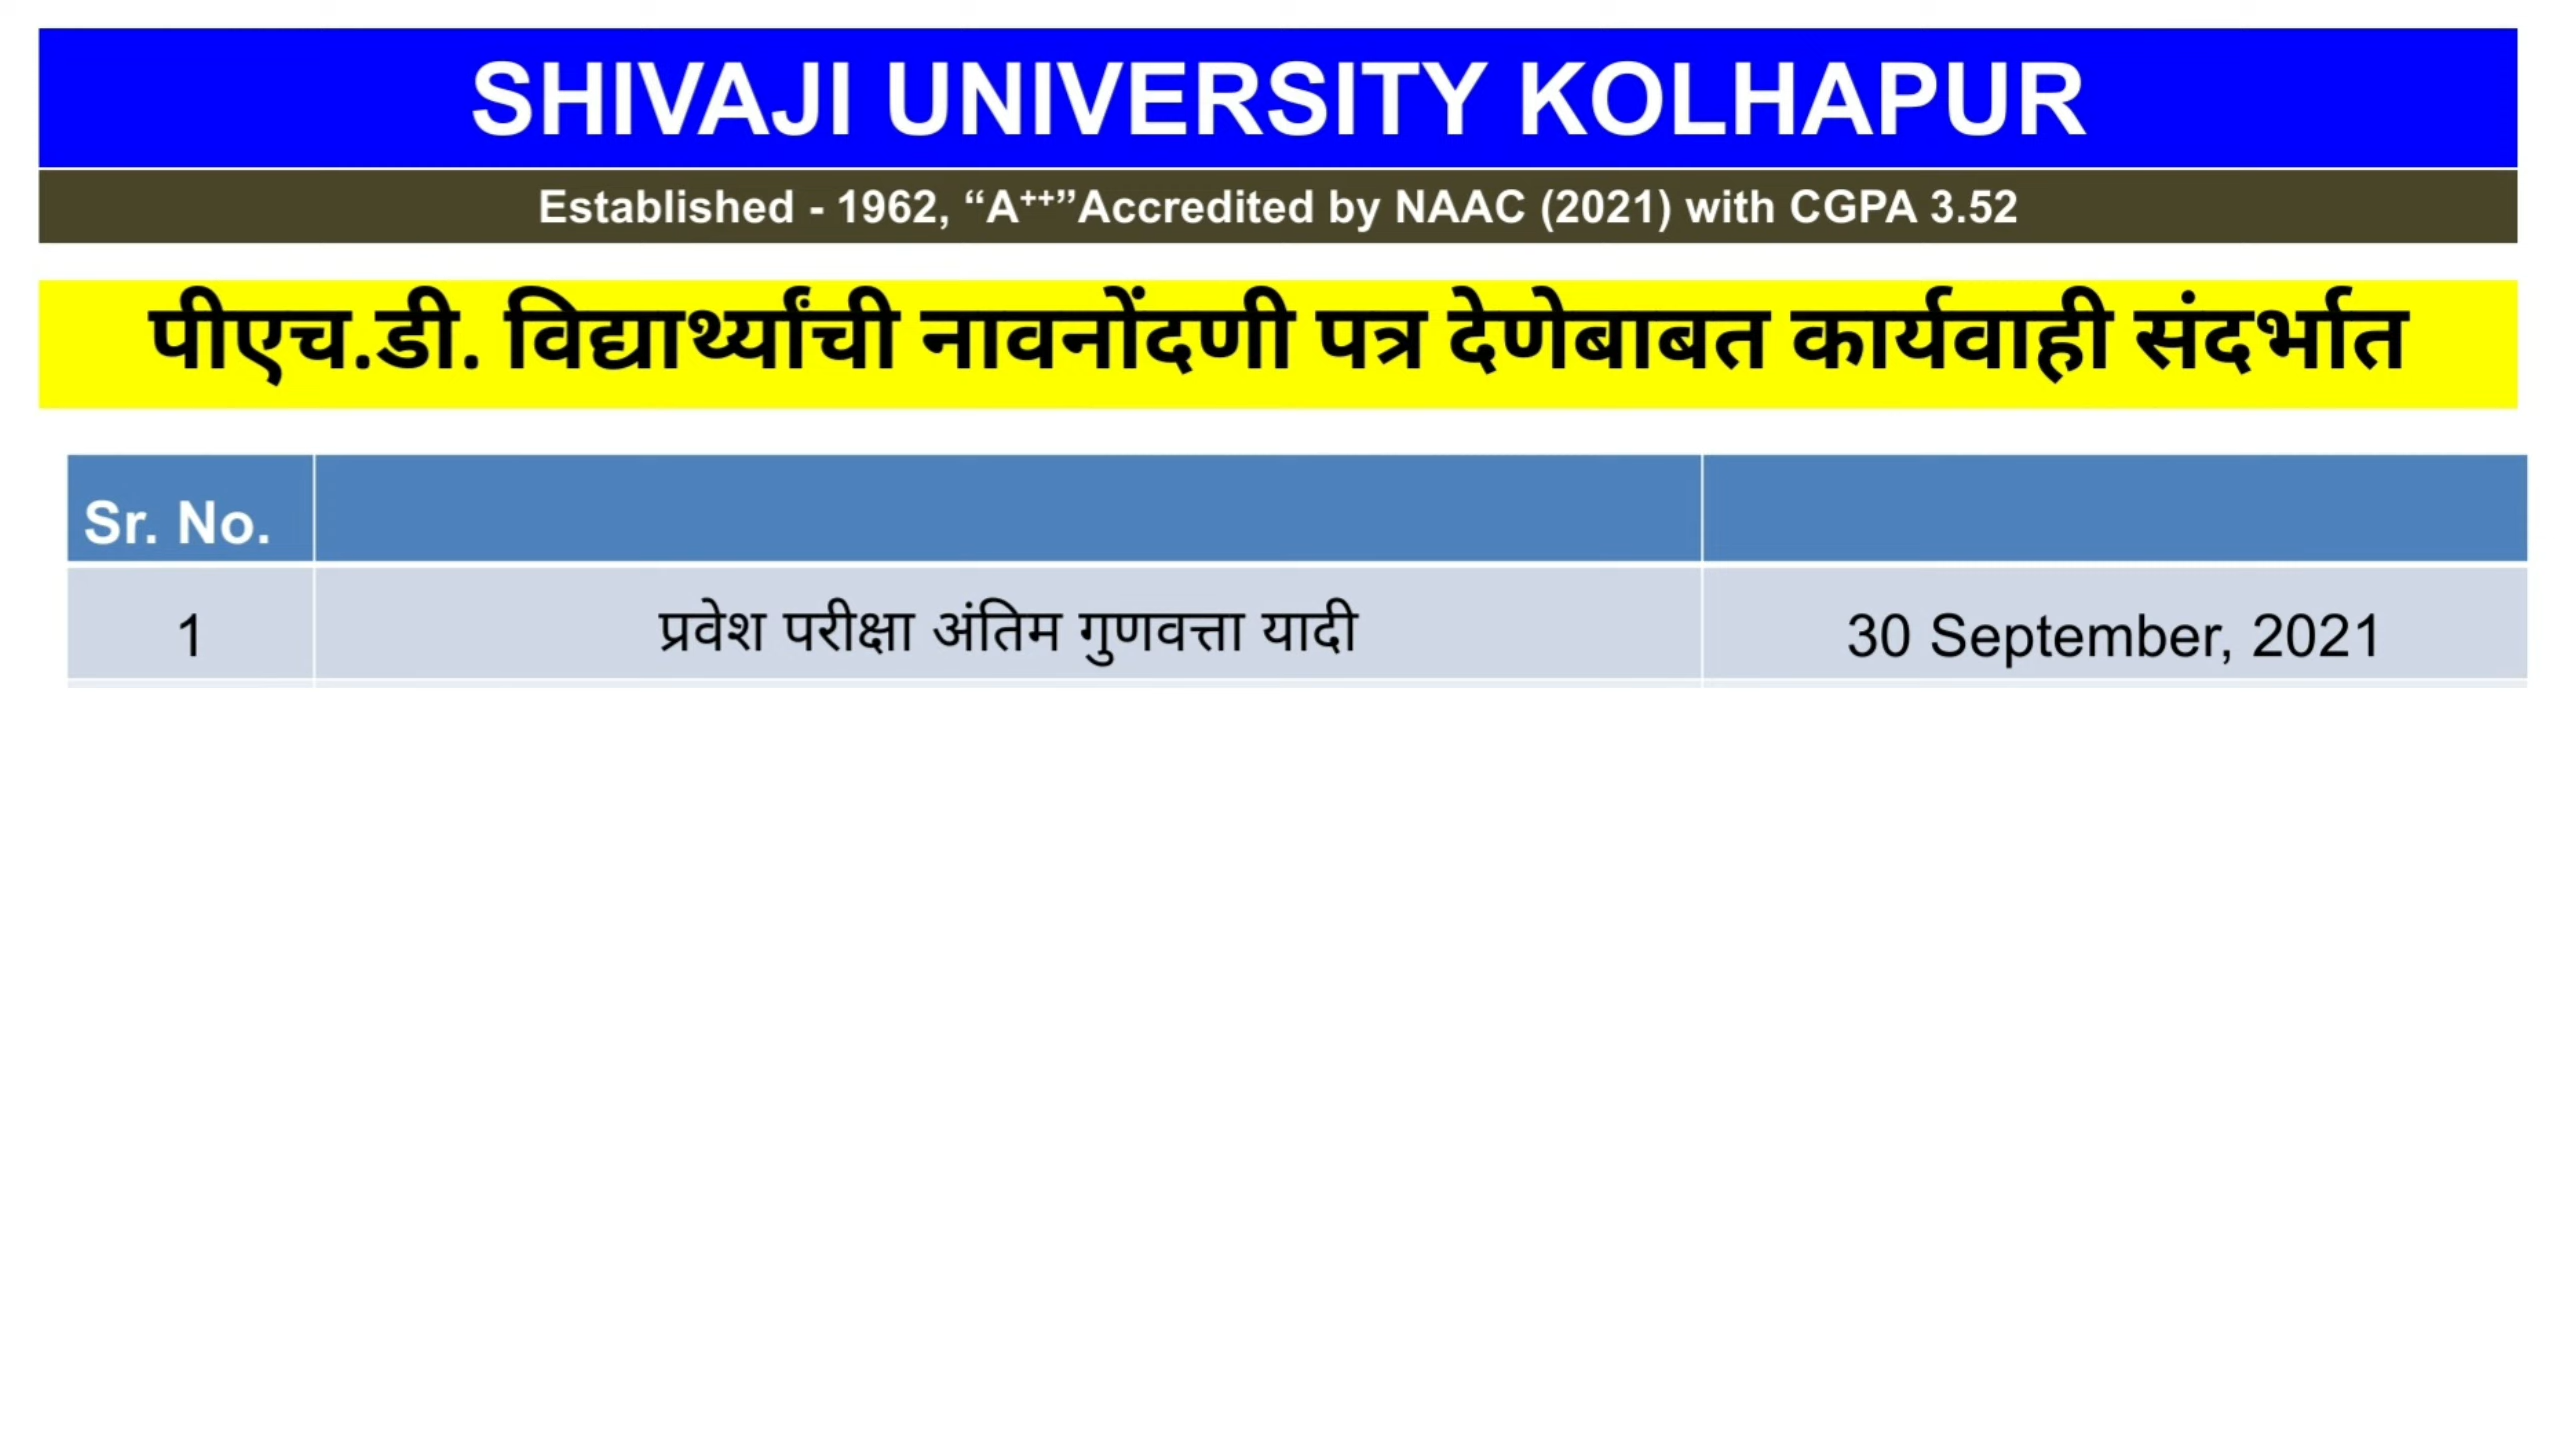 SHIVAJI UNIVERSITY KOLHAPUR
Established - 1962, “A++”Accredited by NAAC (2021) with CGPA 3.52
पीएच.डी. विद्यार्थ्यांची नावनोंदणी पत्र देणेबाबत कार्यवाही संदर्भात
Sr. No.
1 प्रवेश परीक्षा अंतिम गुणवत्ता यादी 30 September, 2021